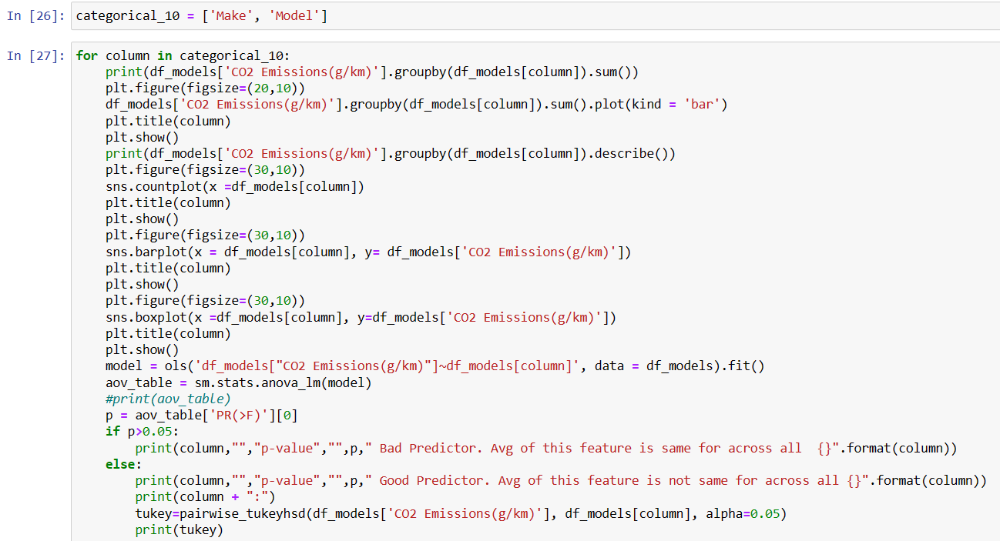 In [26]: categorical_10 = ['Make', 'Model']
In [27]: for column in categorical_10:
    print(df_models['CO2 Emissions(g/km)'].groupby(df_models[column]).sum())
    plt.figure(figsize=(20,10))
    df_models['CO2 Emissions(g/km)'].groupby(df_models[column]).sum().plot(kind = 'bar')
    plt.title(column)
    plt.show()
    print(df_models['CO2 Emissions(g/km)'].groupby(df_models[column]).describe())
    plt.figure(figsize=(30,10))
    sns.countplot(x =df_models[column])
    plt.title(column)
    plt.show()
    plt.figure(figsize=(30,10))
    sns.barplot(x = df_models[column], y= df_models['CO2 Emissions(g/km)'])
    plt.title(column)
    plt.show()
    plt.figure(figsize=(30,10))
    sns.boxplot(x =df_models[column], y=df_models['CO2 Emissions(g/km)'])
    plt.title(column)
    plt.show()
    model = ols('df_models["CO2 Emissions(g/km)"]~df_models[column]', data = df_models).fit()
    aov_table = sm.stats.anova_lm(model)
    #print(aov_table)
    p = aov_table['PR(>F)'][0]
    if p>0.05:
        print(column,"","p-value","",p," Bad Predictor. Avg of this feature is same for across all  {}".format(column))
    else:
        print(column,"","p-value","",p," Good Predictor. Avg of this feature is not same for across all {}".format(column))
        print(column + ":")
        tukey=pairwise_tukeyhsd(df_models['CO2 Emissions(g/km)'], df_models[column], alpha=0.05)
        print(tukey)